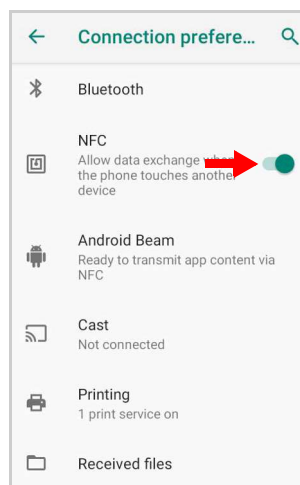 Connection prefere...
Bluetooth
NFC
Allow data exchange when
the phone touches another
device
Android Beam
Ready to transmit app content via
NFC
Cast
Not connected
Printing
1 print service on
Received files